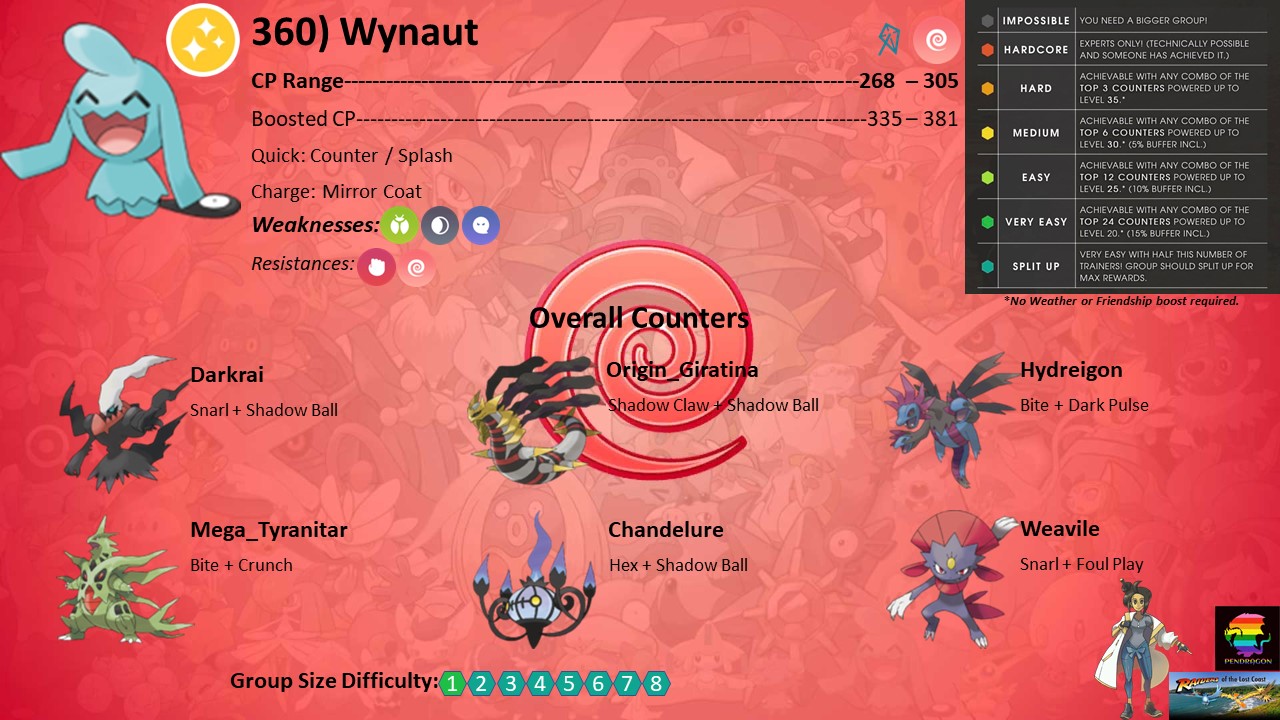 360) Wynaut
CP Range-------------------------------------------------------------------------268 – 305
Boosted CP-------------------------------------------------------------------------335 – 381
Quick: Counter / Splash
Charge: Mirror Coat
Weaknesses:
Resistances:
IMPOSSIBLE YOU NEED A BIGGER GROUP!
HARDCORE EXPERTS ONLY! (TECHNICALLY POSSIBLE
AND SOMEONE HAS ACHIEVED IT.)
HARD ACHIEVABLE WITH ANY COMBO OF THE
TOP 3 COUNTERS POWERED UP TO
LEVEL 35.*
MEDIUM ACHIEVABLE WITH ANY COMBO OF THE
TOP 6 COUNTERS POWERED UP TO
LEVEL 30.* (5% BUFFER INCL.)
EASY ACHIEVABLE WITH ANY COMBO OF THE
TOP 12 COUNTERS POWERED UP TO
LEVEL 25.* (10% BUFFER INCL.)
VERY EASY ACHIEVABLE WITH ANY COMBO OF THE
TOP 24 COUNTERS POWERED UP TO
LEVEL 20.* (15% BUFFER INCL.)
SPLIT UP VERY EASY WITH HALF THIS NUMBER OF
TRAINERS! GROUP SHOULD SPLIT UP FOR
MAX REWARDS.
*No Weather or Friendship boost required.
Overall Counters
Darkrai
Snarl + Shadow Ball
Origin_Giratina
Shadow Claw + Shadow Ball
Hydreigon
Bite + Dark Pulse
Mega_Tyranitar
Bite + Crunch
Chandelure
Hex + Shadow Ball
Weavile
Snarl + Foul Play
Group Size Difficulty: 1 2 3 4 5 6 7 8
PENDROGON
RAIDERS of the Lost Coast